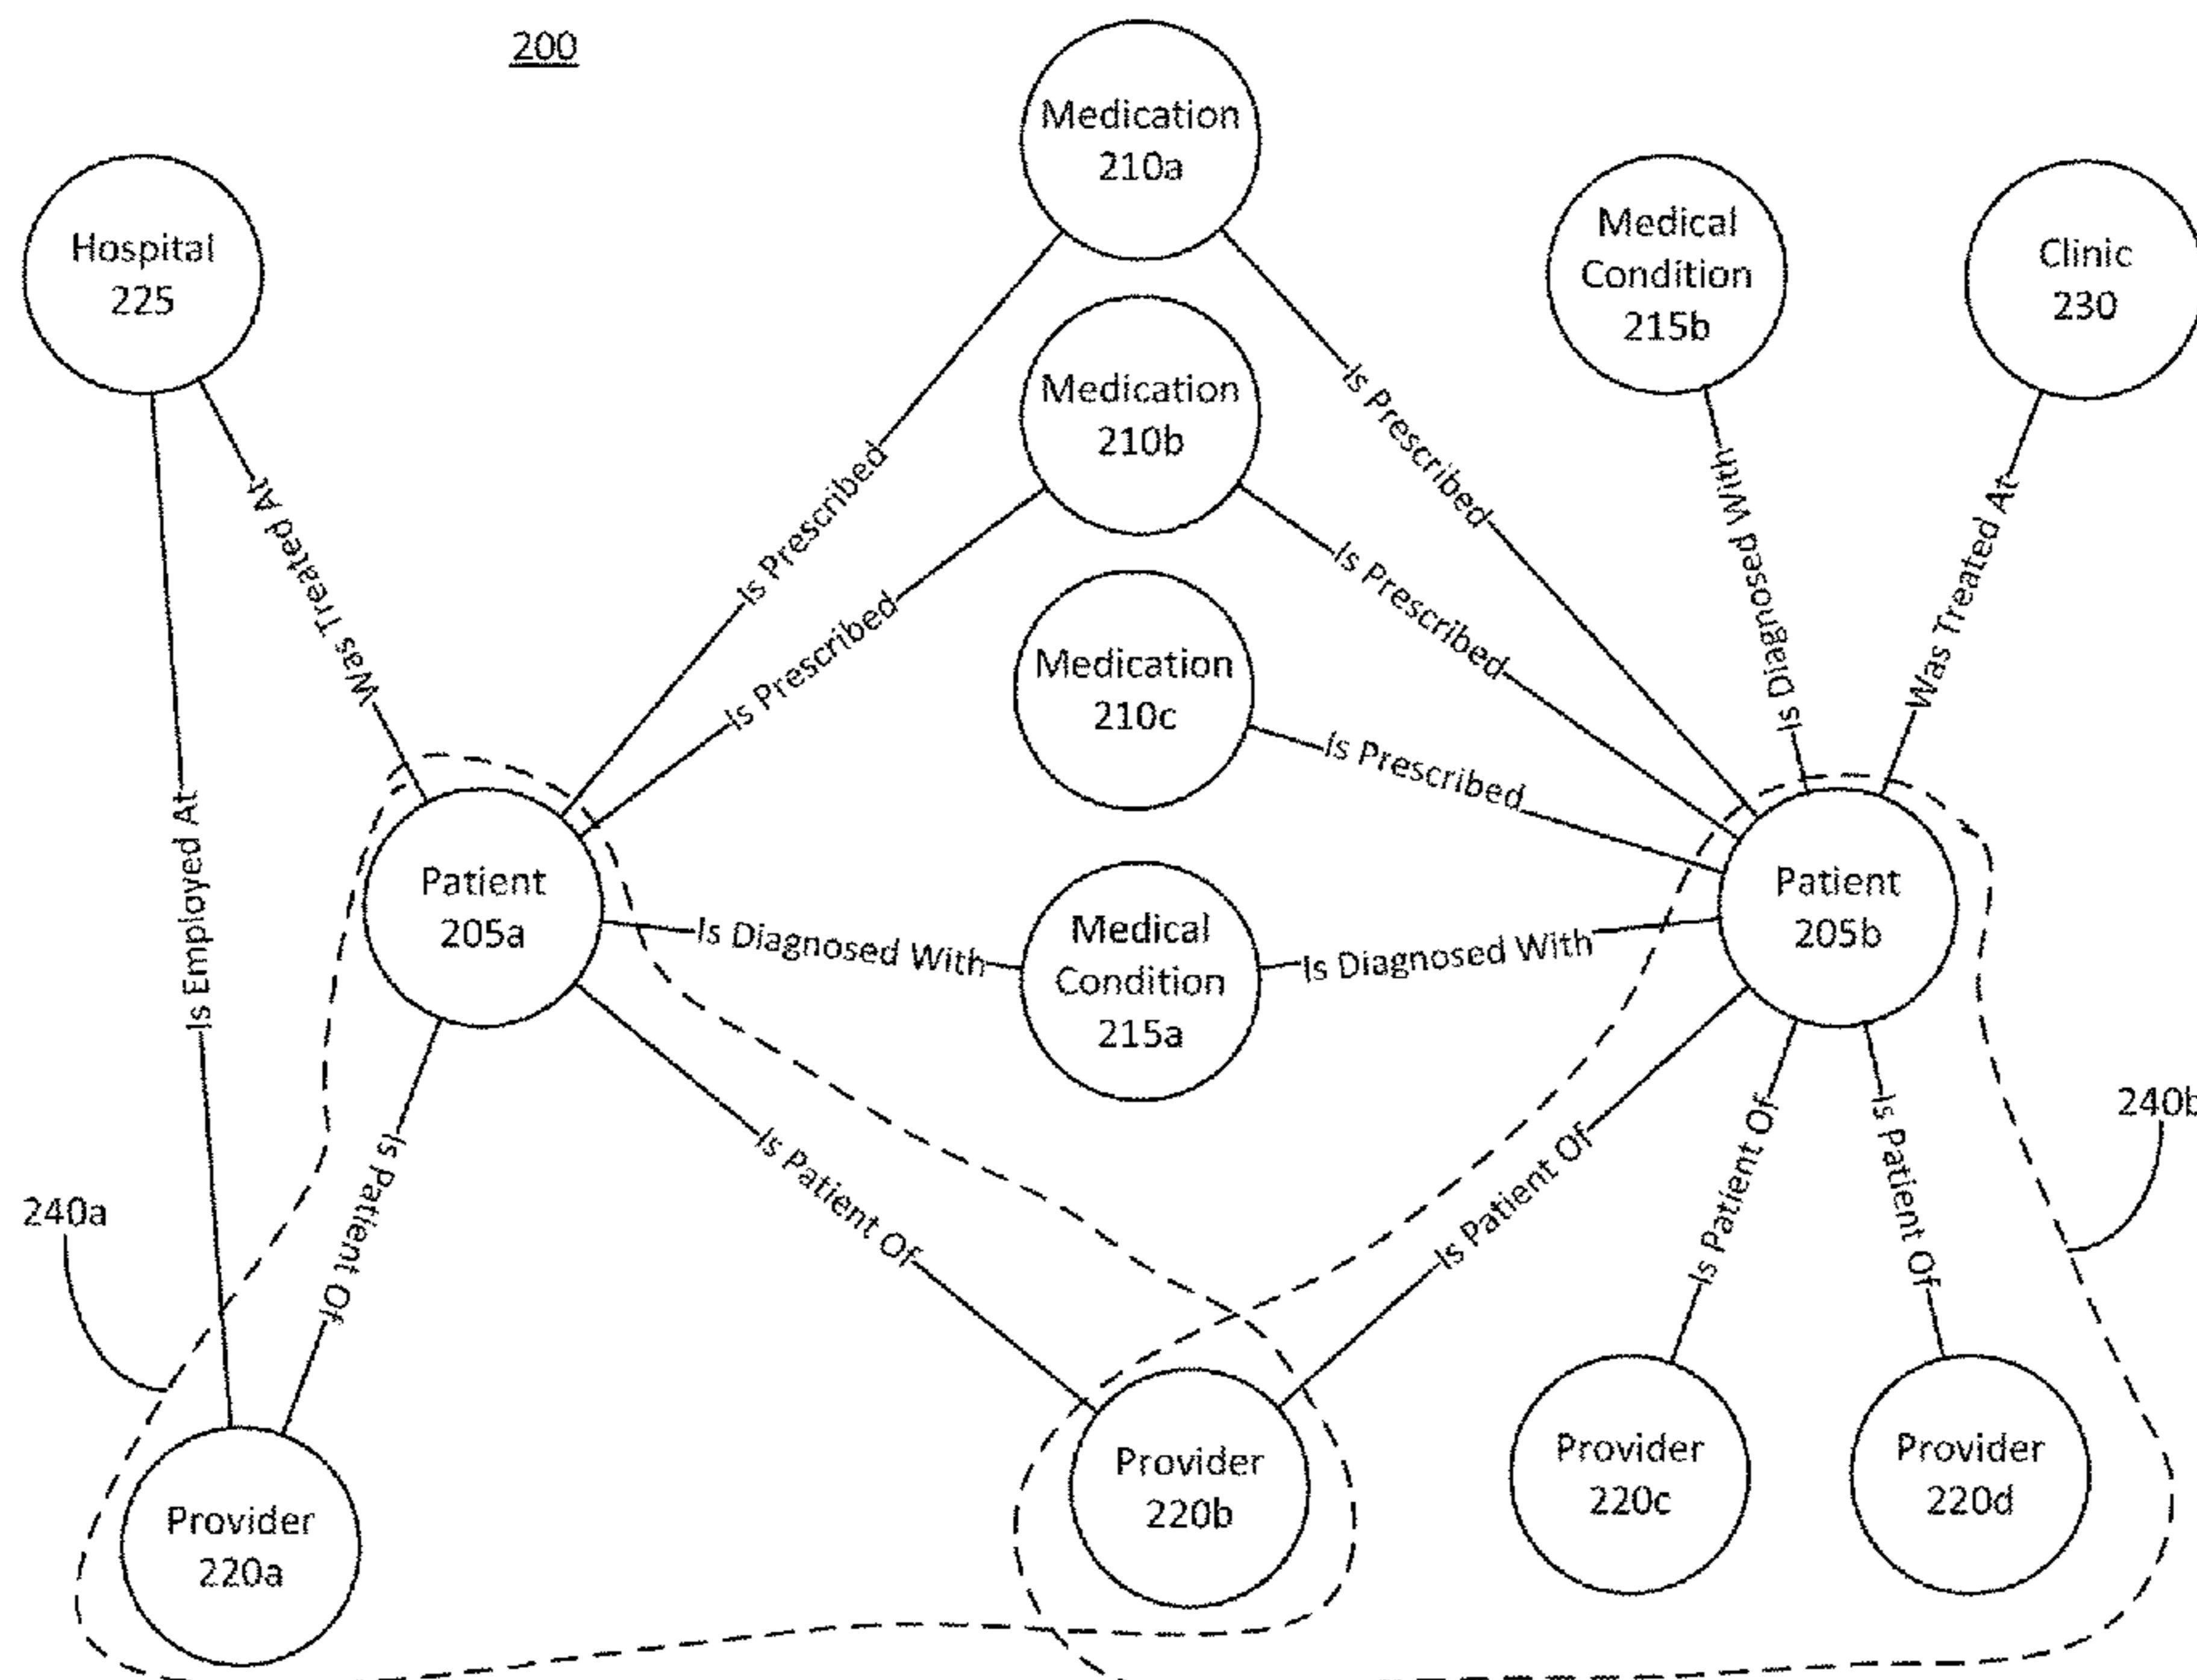 200
Medication
210a
Hospital
225
Medical
Condition
215b
Clinic
230
Medication
210b
Medication
210c
Was Treated At
Is Prescribed
Is Prescribed
Is Prescribed
Is Prescribed
Is Prescribed
Is Diagnosed With
Was Treated At
Is Employed At
Patient
205a
Is Diagnosed With
Medical
Condition
215a
Is Diagnosed With
Patient
205b
240a
Is Patient Of
Is Patient Of
Is Patient Of
Is Patient Of
Is Patient Of
240b
Provider
220a
Provider
220b
Provider
220c
Provider
220d